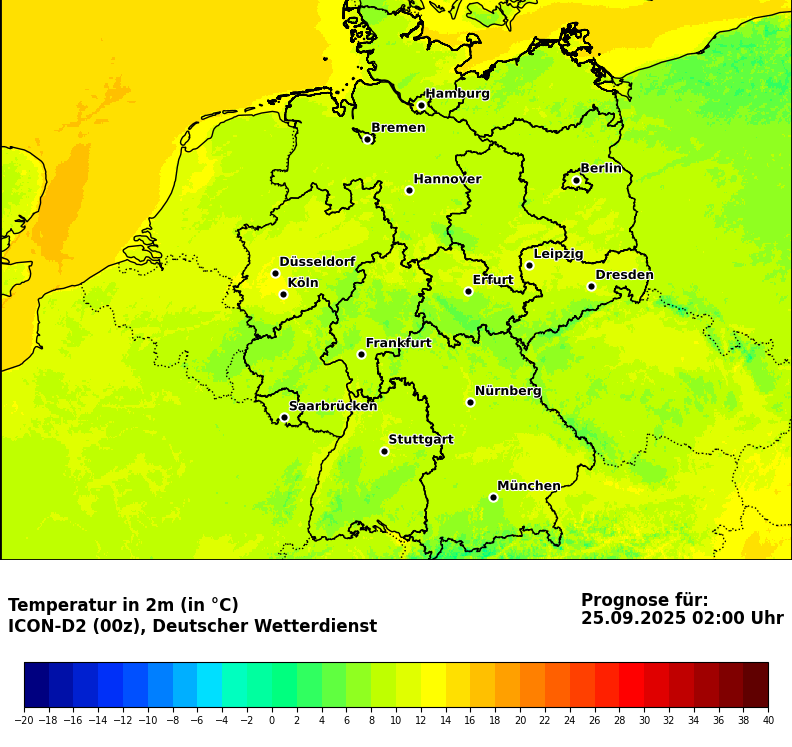 Hamburg
Bremen
Berlin
Hannover
Leipzig
Düsseldorf
Dresden
Köln
Erfurt
Frankfurt
Nürnberg
Saarbrücken
Stuttgart
München
Temperatur in 2m (in °C)
ICON-D2 (00z), Deutscher Wetterdienst
Prognose für:
25.09.2025 02:00 Uhr
−20 −18 −16 −14 −12 −10 −8 −6 −4 −2 0 2 4 6 8 10 12 14 16 18 20 22 24 26 28 30 32 34 36 38 40